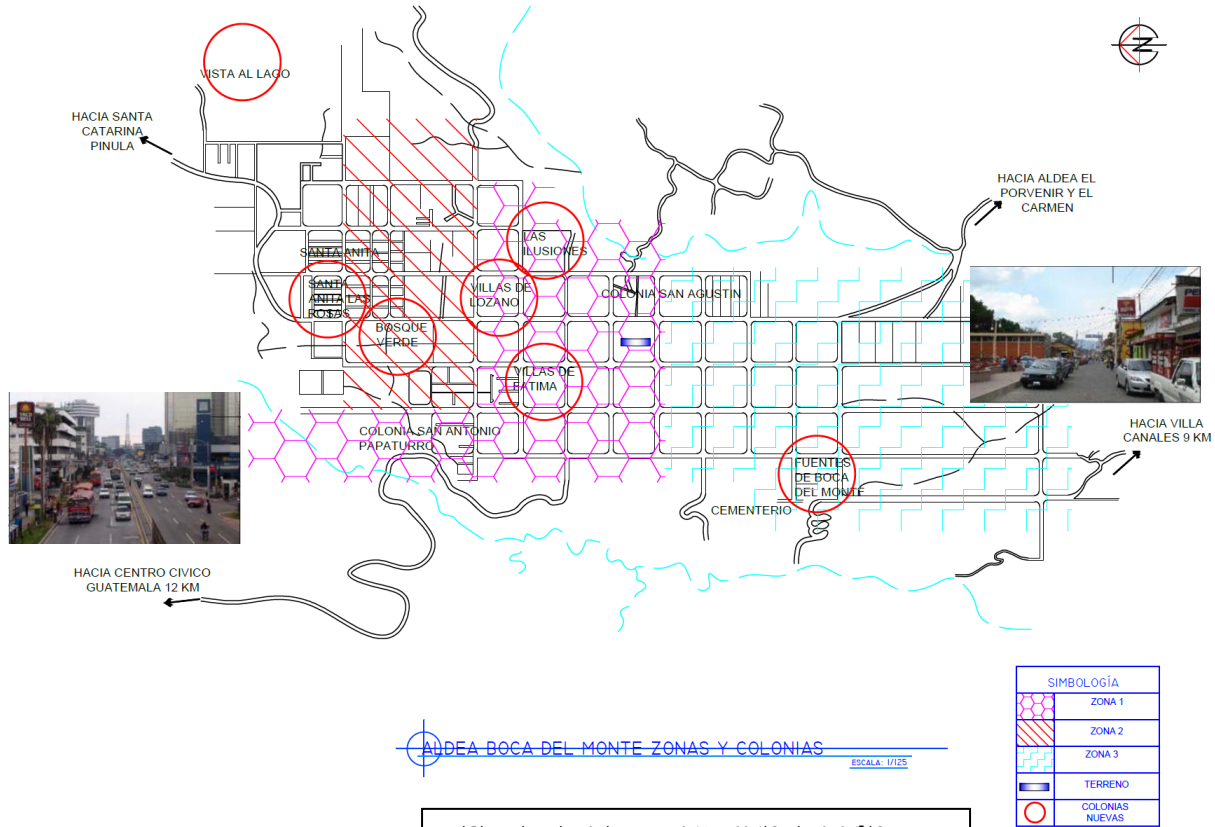 VISTA AL LAGO
HACIA SANTA
CATARINA
PINULA
N
HACIA ALDEA EL
PORVENIR Y EL
CARMEN
LAS
ILUSIONES
SANTA ANITA
SANTA
ANITA LAS
ROSAS
VILLAS DE
LOZANO
COLONIA SAN AGUSTIN
BOSQUE
VERDE
VILLAS DE
FATIMA
COLONIA SAN ANTONIO
PAPATURRO
HACIA VILLA
CANALES 9 KM
FUENTES
DE BOCA
DEL MONTE
CEMENTERIO
HACIA CENTRO CIVICO
GUATEMALA 12 KM
SIMBOLOGÍA
ZONA 1
ZONA 2
ZONA 3
TERRENO
COLONIAS
NUEVAS
ALDEA BOCA DEL MONTE ZONAS Y COLONIAS
ESCALA: 1/125